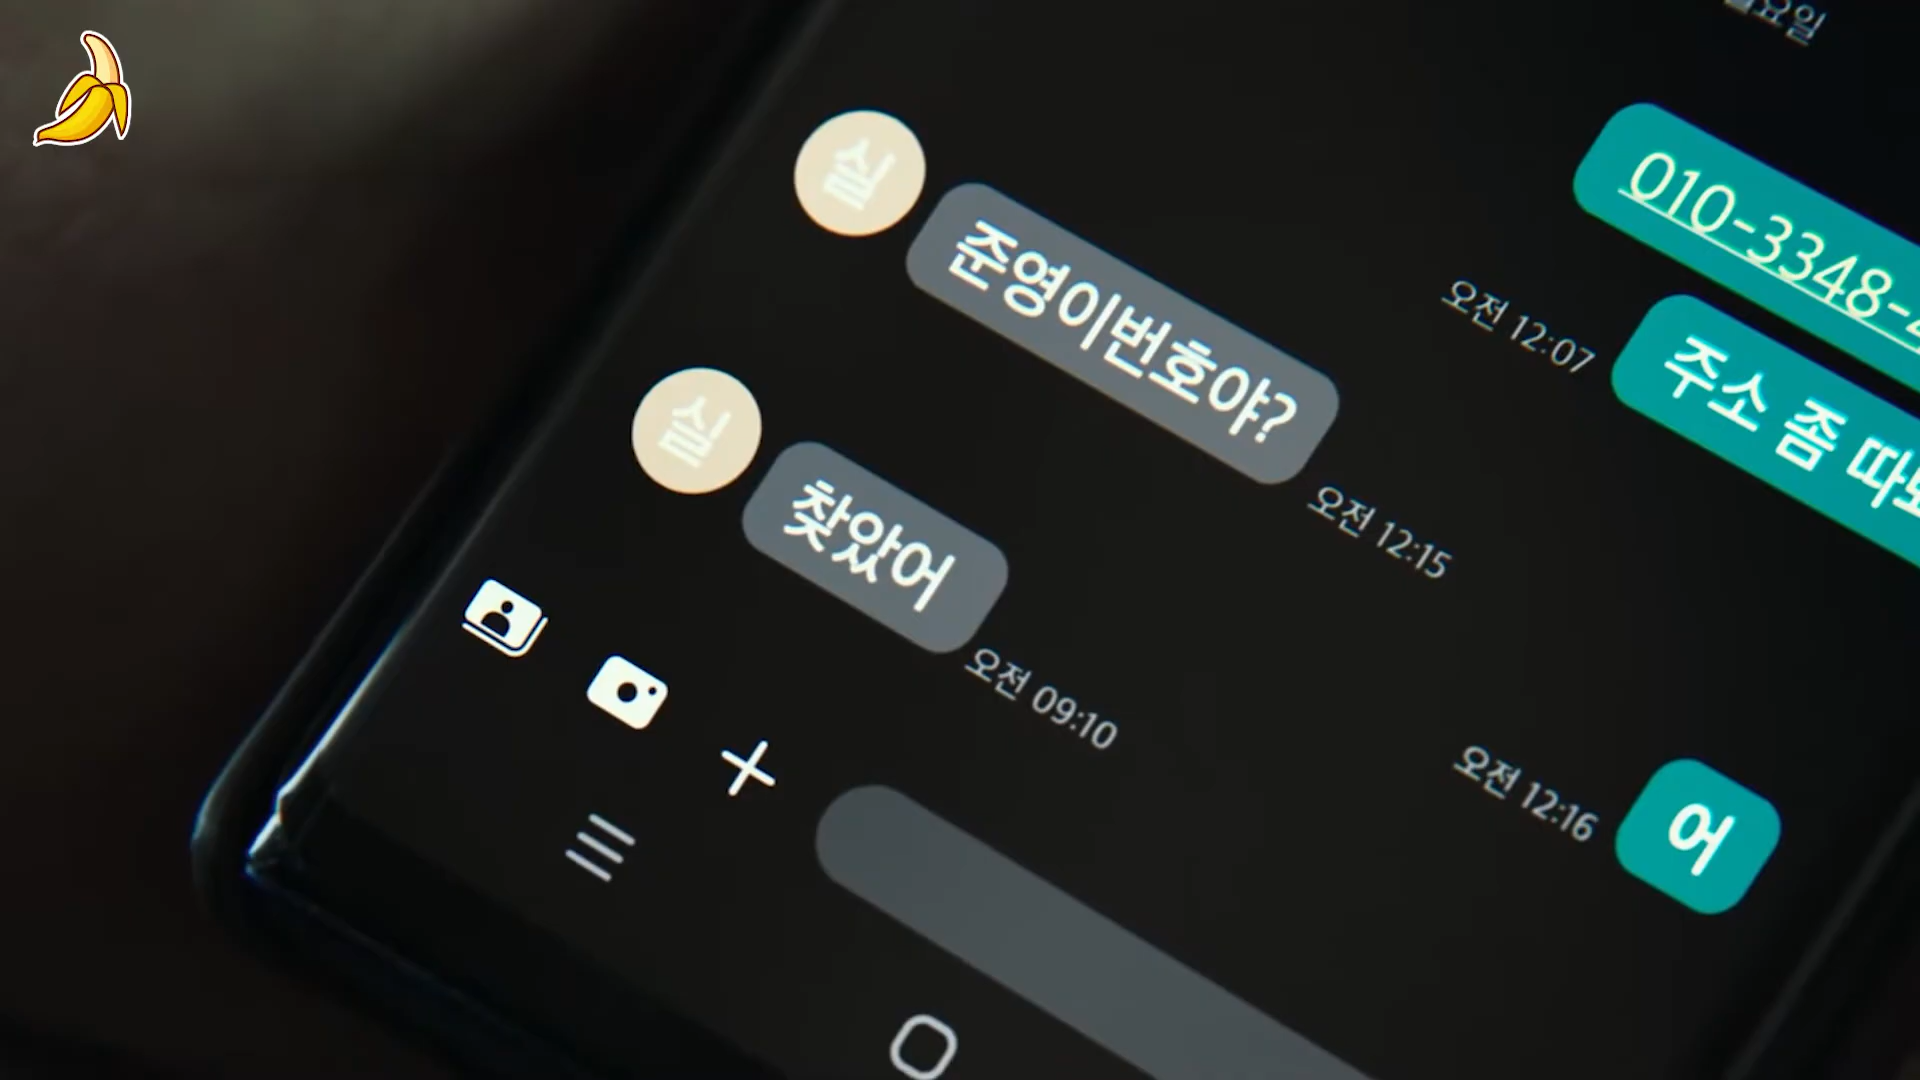 요일
010-3348-
오전 12:07
주소 좀
실
준영이번호야?
오전 12:15
오전 12:16
어
실
찾았어
오전 09:10